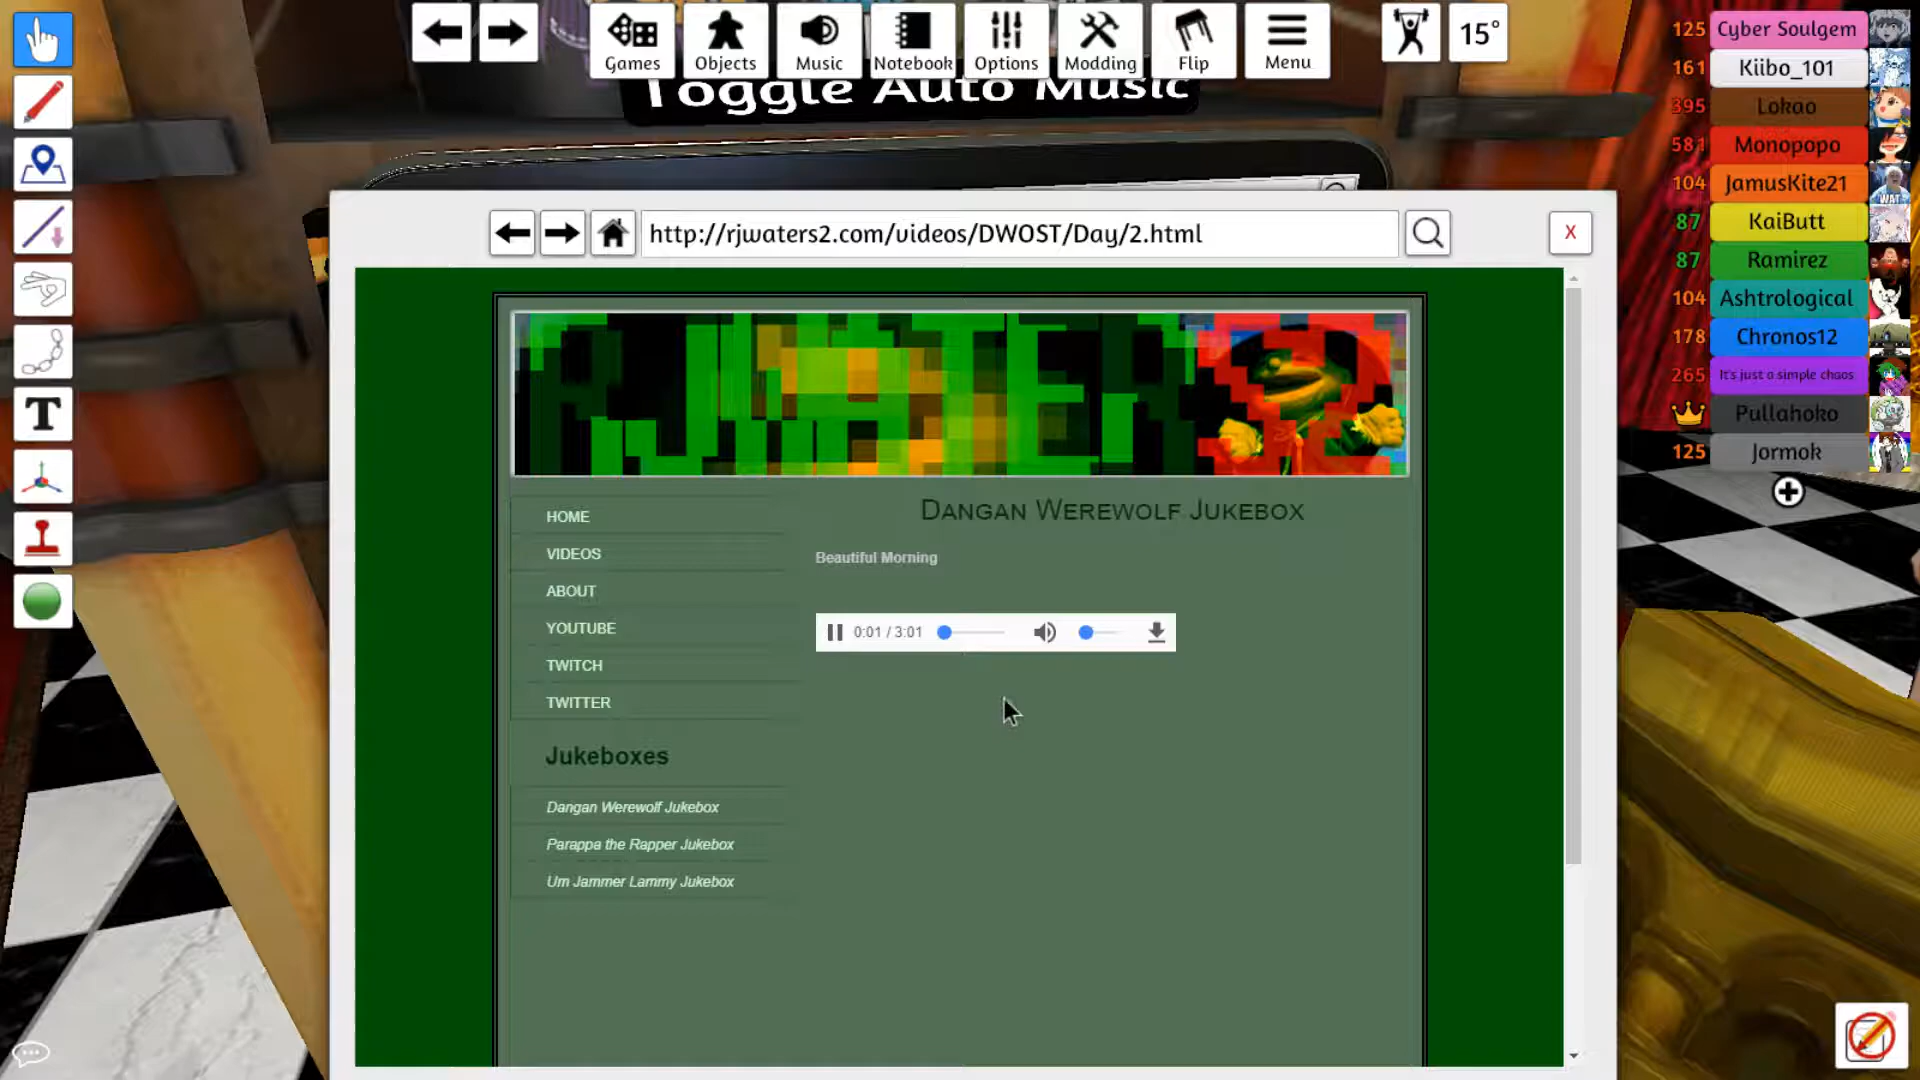 Games
Objects
Music
Notebook
Options
Modding
Flip
Menu
15°
Toggle Auto Music
125 Cyber Soulgem
161 Kiibo_101
395 Lokao
581 Monopopo
104 JamusKite21
WAT
87 KaiButt
87 Ramirez
104 Ashtrological
178 Chronos12
265 It's just a simple chaos
Pullahoko
125 Jormok
http://rjwaters2.com/videos/DWOST/Day/2.html
X
T
RJWATERS2
HOME
VIDEOS
ABOUT
YOUTUBE
TWITCH
TWITTER
Jukeboxes
Dangan Werewolf Jukebox
Parappa the Rapper Jukebox
Um Jammer Lammy Jukebox
DANGAN WEREWOLF JUKEBOX
Beautiful Morning
0:01 / 3:01